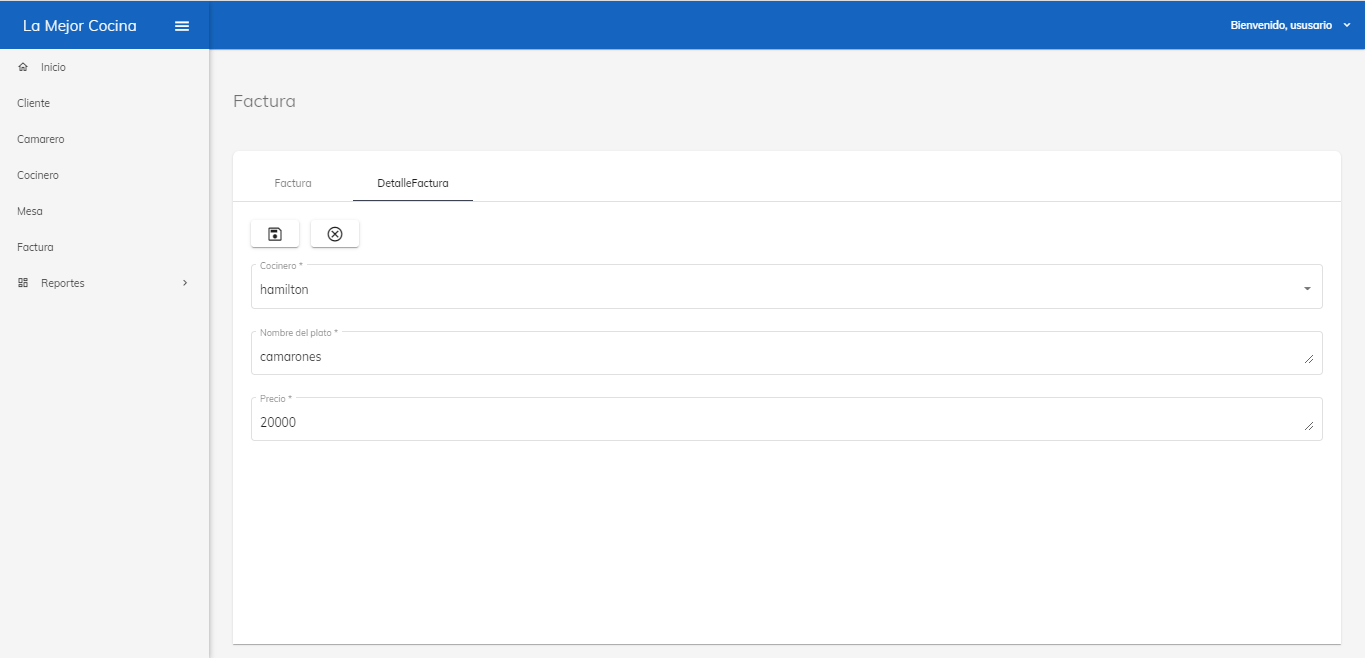 La Mejor Cocina
Bienvenido, ususario
Inicio
Cliente
Camarero
Cocinero
Mesa
Factura
Reportes
Factura
Factura
DetalleFactura
Cocinero *
hamilton
Nombre del plato *
camarones
Precio *
20000